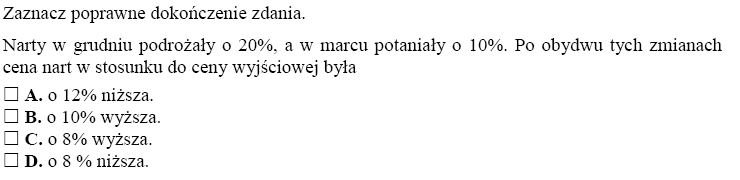 Zaznacz poprawne dokończenie zdania.
Narty w grudniu podrożały o 20%, a w marcu potaniały o 10%. Po obydwu tych zmianach
cena nart w stosunku do ceny wyjściowej była
☐ A. o 12% niższa.
☐ B. o 10% wyższa.
☐ C. o 8% wyższa.
☐ D. o 8 % niższa.